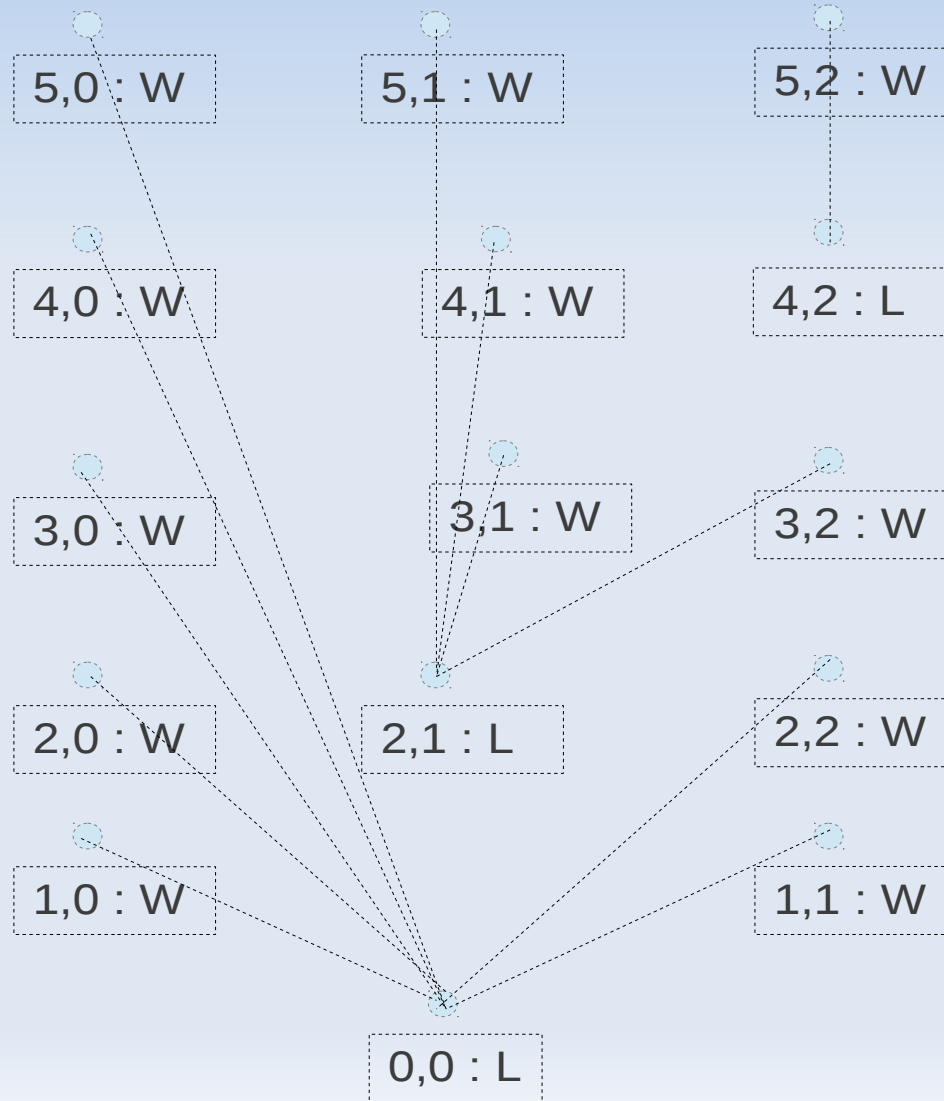 5,0 : W
5,1 : W
5,2 : W
4,0 : W
4,1 : W
4,2 : L
3,0 : W
3,1 : W
3,2 : W
2,0 : W
2,1 : L
2,2 : W
1,0 : W
1,1 : W
0,0 : L